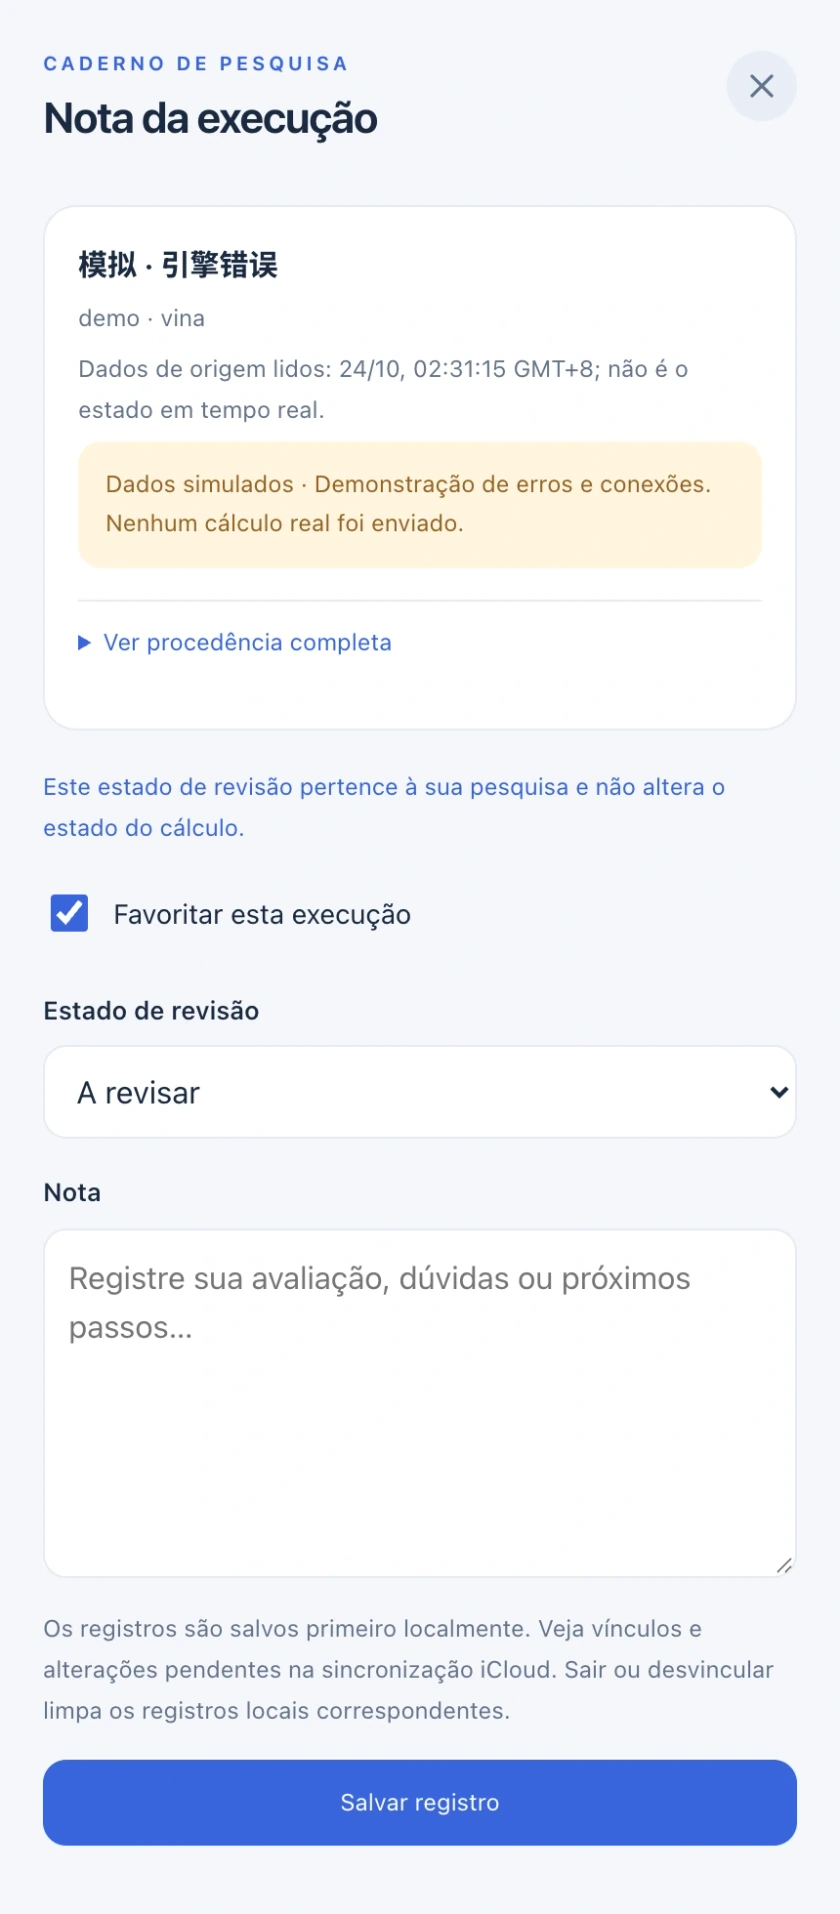 CADERNO DE PESQUISA
Nota da execução
模拟 · 引擎错误
demo · vina
Dados de origem lidos: 24/10, 02:31:15 GMT+8; não é o
estado em tempo real.
Dados simulados · Demonstração de erros e conexões.
Nenhum cálculo real foi enviado.
Ver procedência completa
Este estado de revisão pertence à sua pesquisa e não altera o
estado do cálculo.
Favoritar esta execução
Estado de revisão
A revisar
Nota
Registre sua avaliação, dúvidas ou próximos
passos...
Os registros são salvos primeiro localmente. Veja vínculos e
alterações pendentes na sincronização iCloud. Sair ou desvincular
limpa os registros locais correspondentes.
Salvar registro